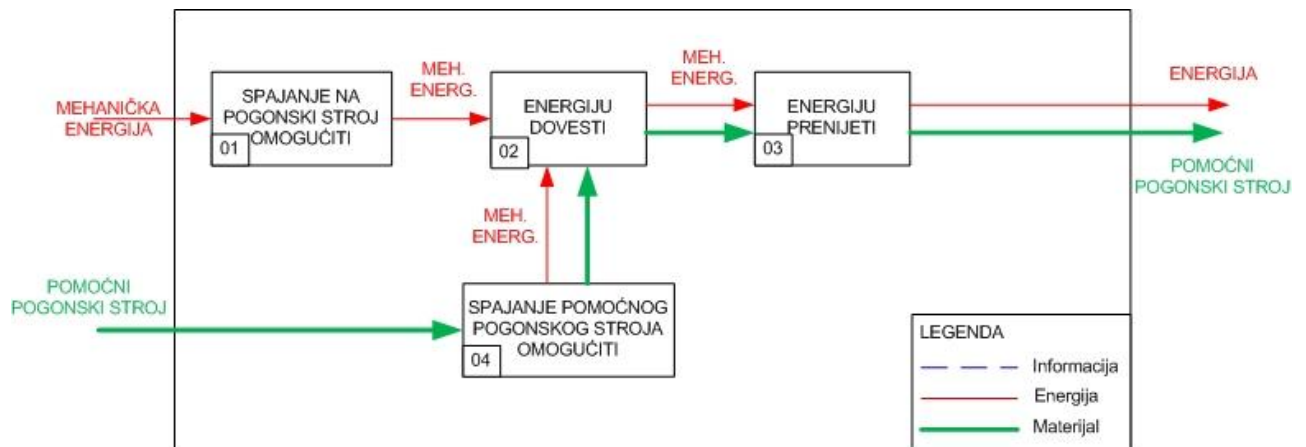 MEHANIČKA
ENERGIJA
SPAJANJE NA
POGONSKI STROJ
OMOGUĆITI
01
MEH.
ENERG.
ENERGIJU
DOVESTI
02
MEH.
ENERG.
ENERGIJU
PRENIJETI
03
ENERGIJA
POMOĆNI
POGONSKI STROJ
MEH.
ENERG.
POMOĆNI
POGONSKI STROJ
SPAJANJE POMOĆNOG
POGONSKOG STROJA
OMOGUĆITI
04
LEGENDA
Informacija
Energija
Materijal